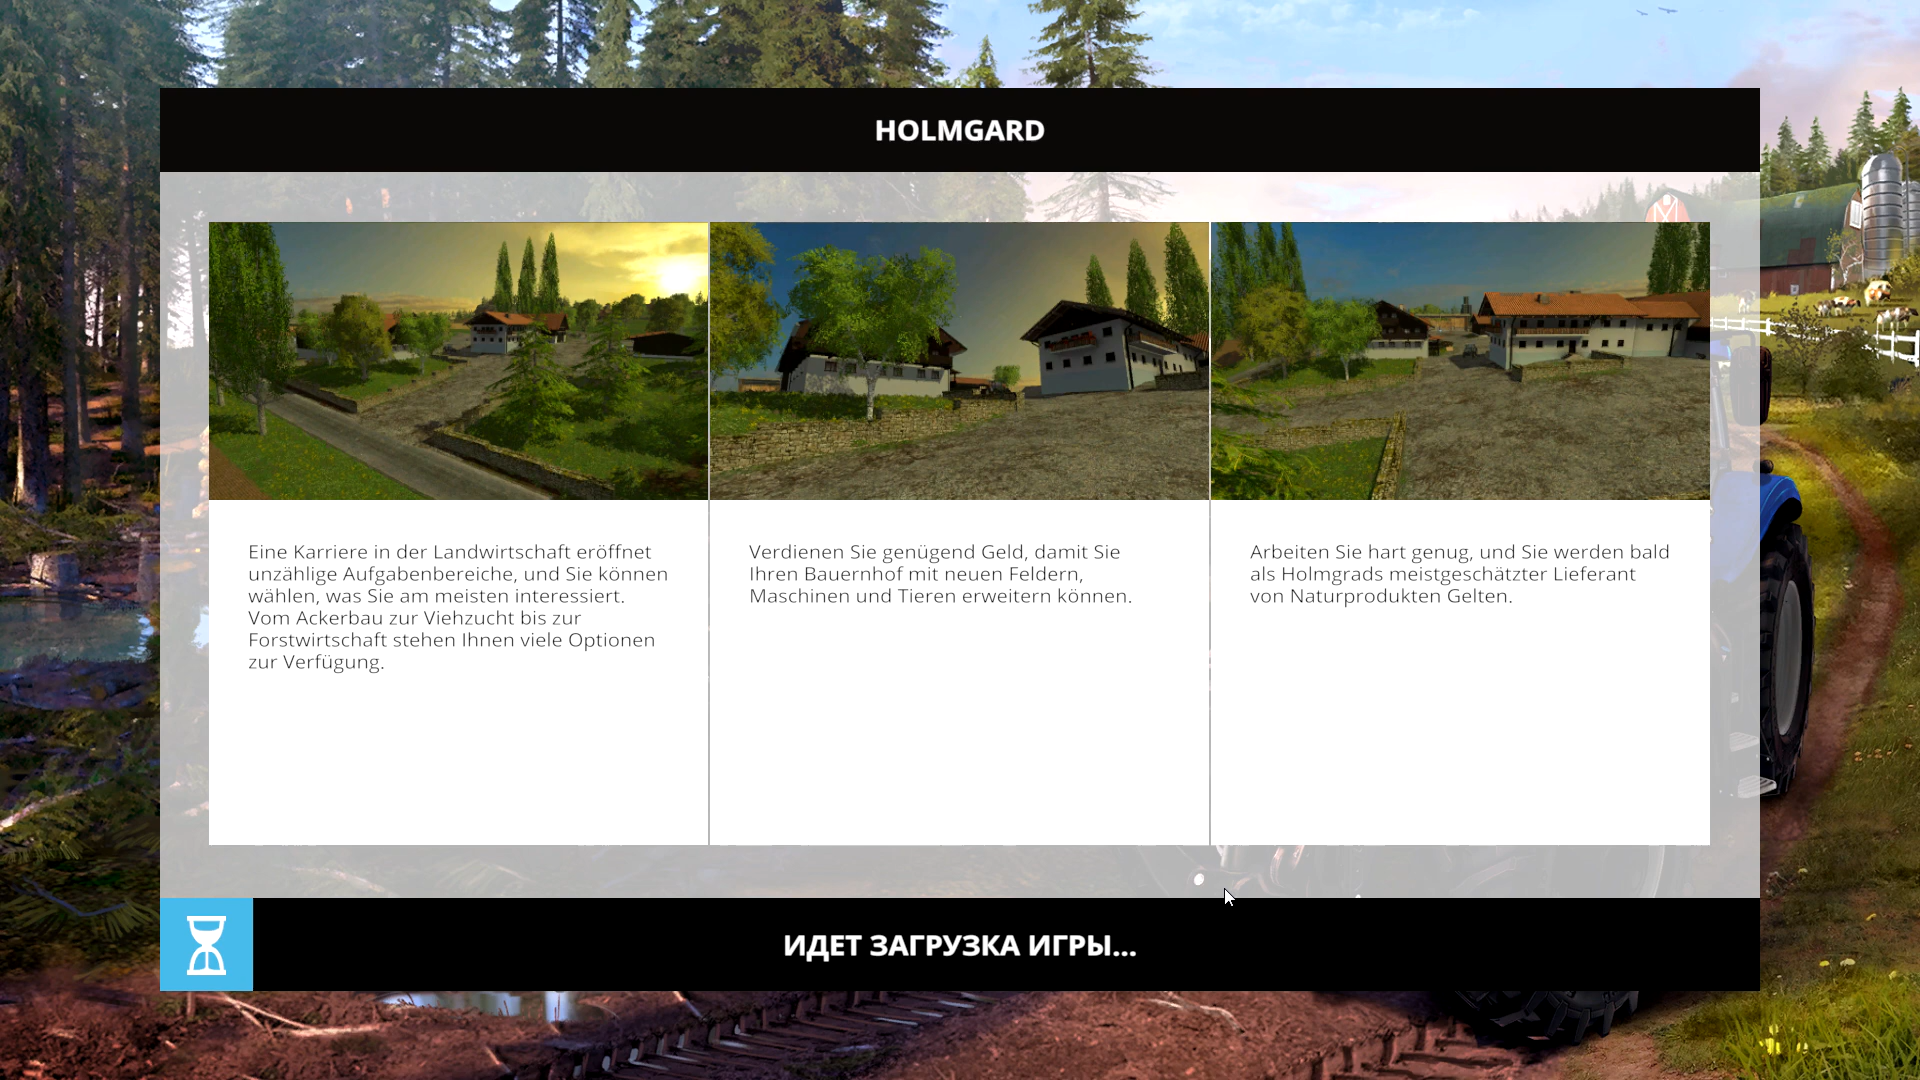 HOLMGARD
Eine Karriere in der Landwirtschaft eröffnet
unzählige Aufgabenbereiche, und Sie können
wählen, was Sie am meisten interessiert.
Vom Ackerbau zur Viehzucht bis zur
Forstwirtschaft stehen Ihnen viele Optionen
zur Verfügung.
Verdienen Sie genügend Geld, damit Sie
Ihren Bauernhof mit neuen Feldern,
Maschinen und Tieren erweitern können.
Arbeiten Sie hart genug, und Sie werden bald
als Holmgrads meistgeschätzter Lieferant
von Naturprodukten Gelten.
ИДЕТ ЗАГРУЗКА ИГРЫ...